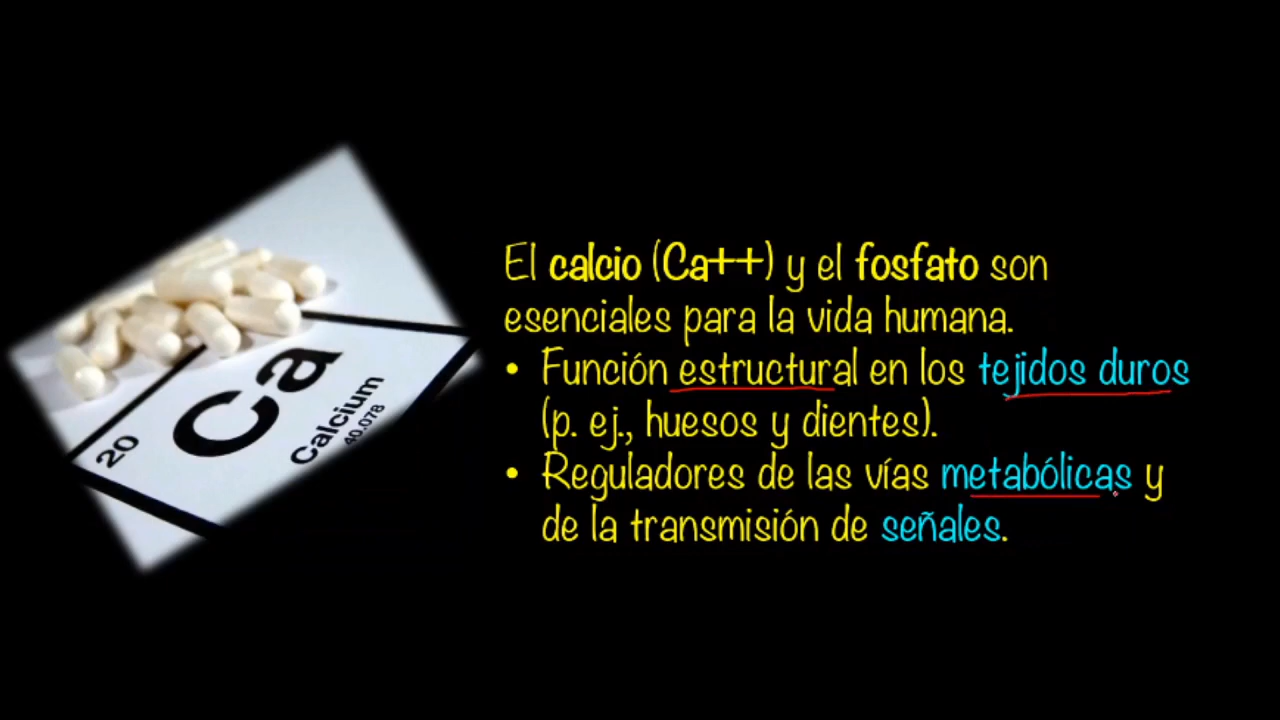 El calcio (Ca++) y el fosfato son
esenciales para la vida humana.
• Función estructural en los tejidos duros
(p. ej., huesos y dientes).
• Reguladores de las vías metabólicas y
de la transmisión de señales.
20
Ca
Calcium
40.078